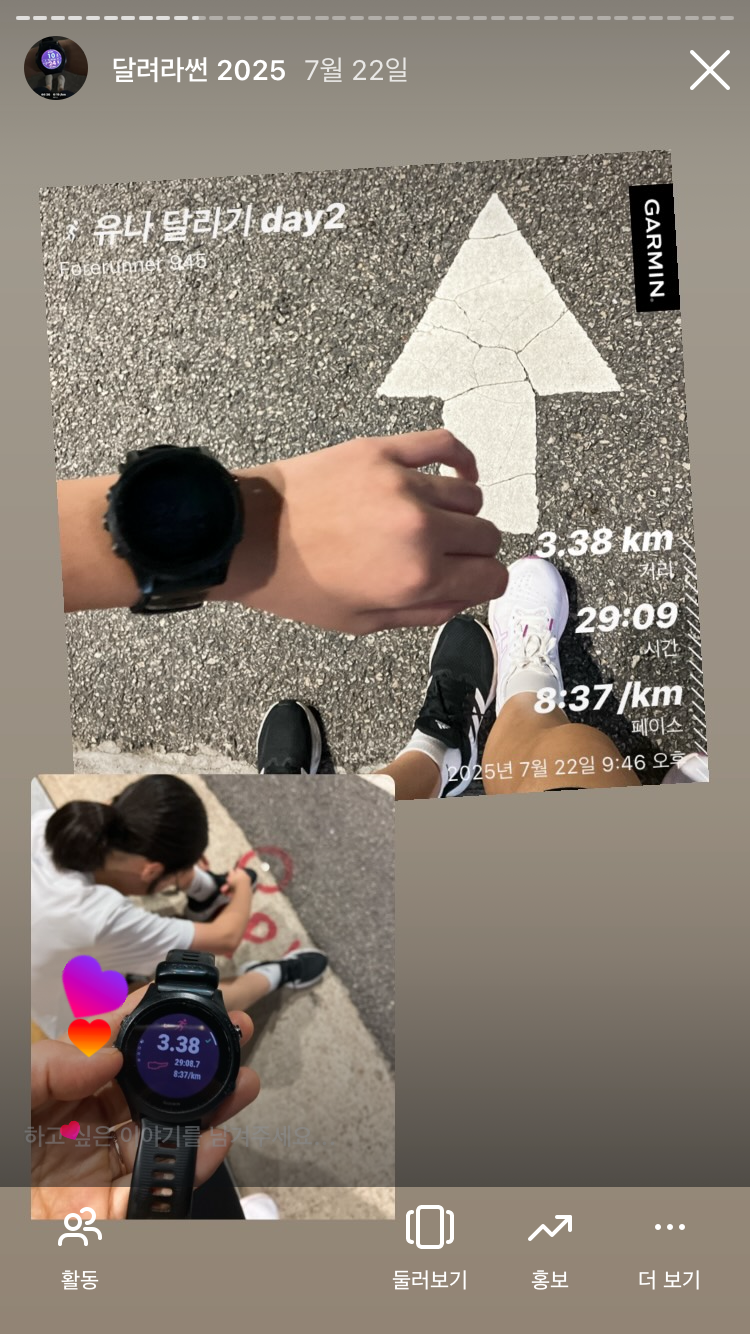 달려라썬 2025 7월 22일
유나 달리기 day2
Forerunner 945
GARMIN
3.38 km
거리
29:09
시간
8:37 /km
페이스
2025년 7월 22일 9:46 오후
3.38
29:08.7
8:37/km
하고 싶은 이야기를 남겨주세요
활동
둘러보기
홍보
더 보기